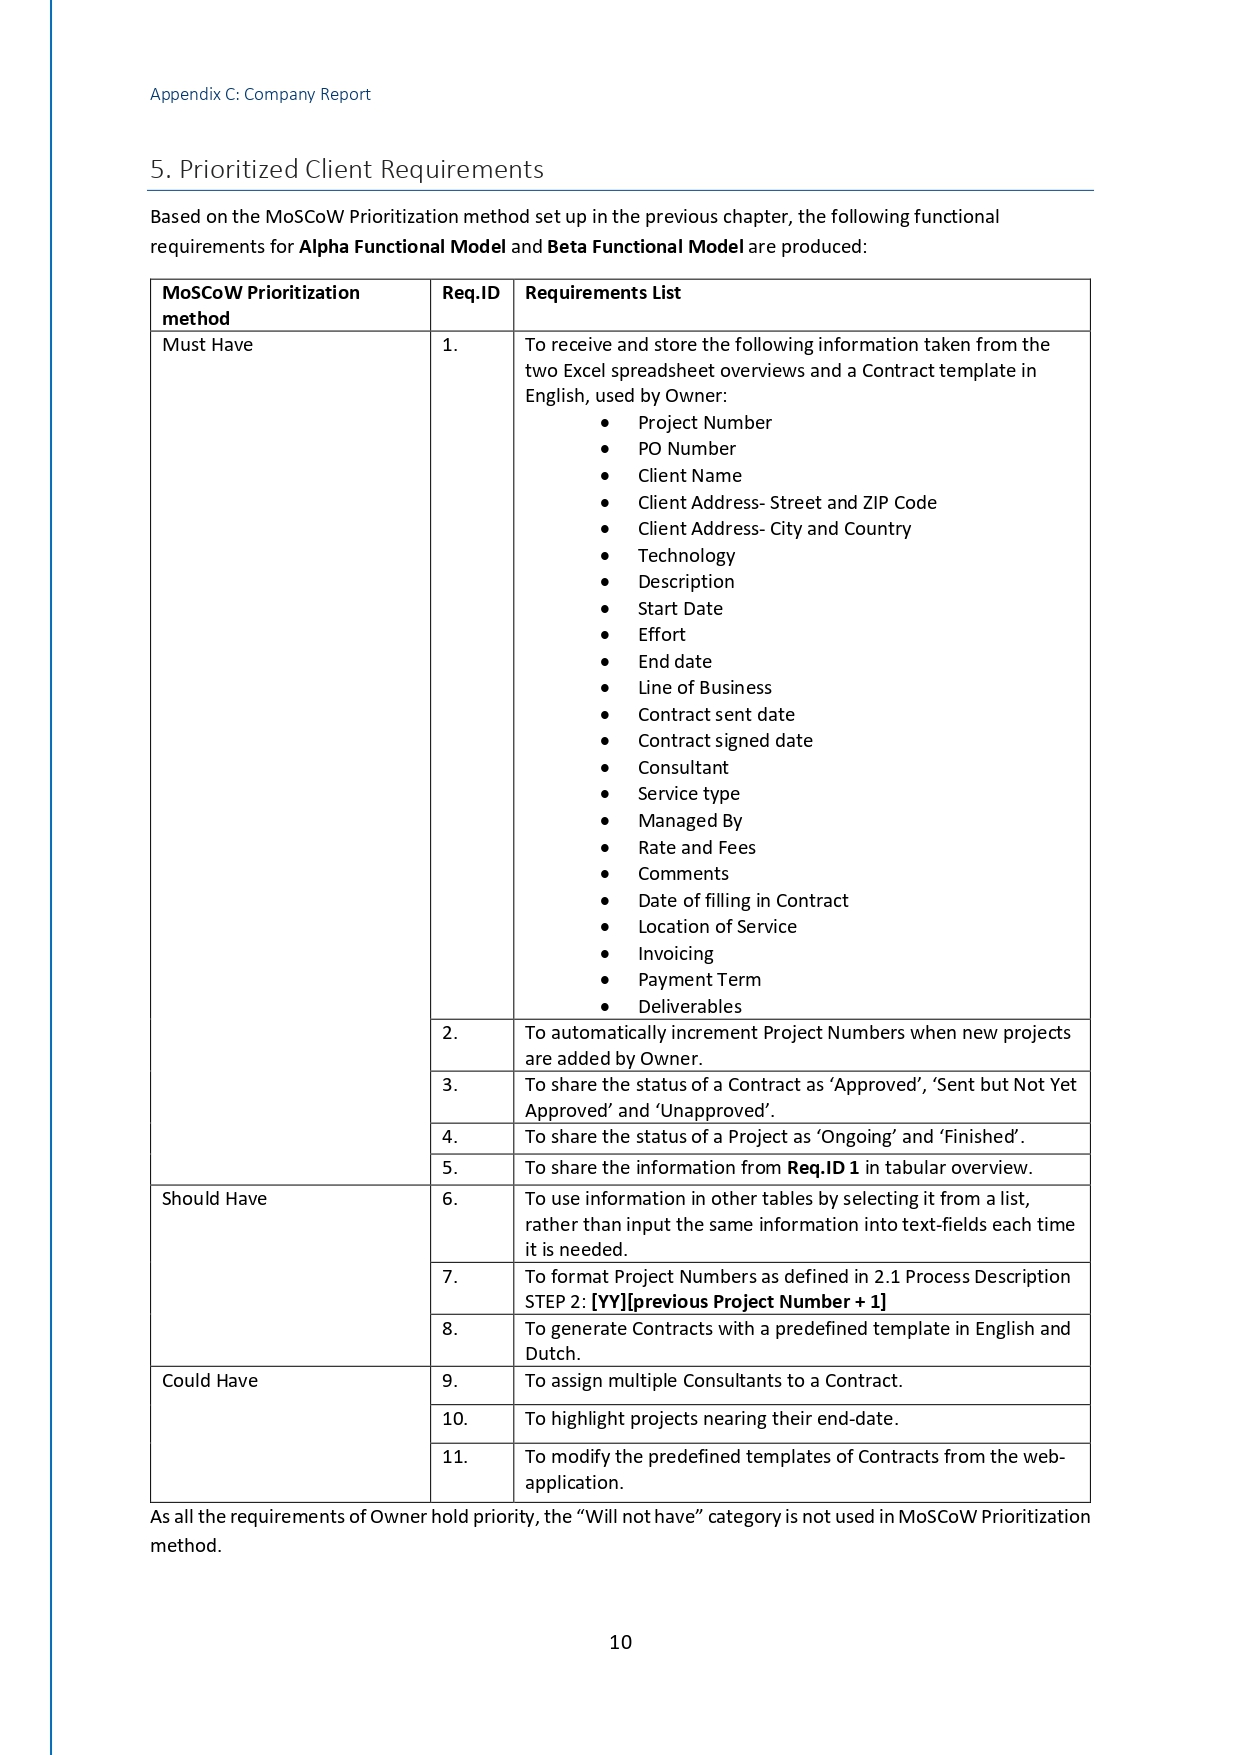 Appendix C: Company Report
5. Prioritized Client Requirements
Based on the MoSCoW Prioritization method set up in the previous chapter, the following functional
requirements for Alpha Functional Model and Beta Functional Model are produced:
MoSCoW Prioritization
method
Req.ID
Requirements List
Must Have
1.
To receive and store the following information taken from the
two Excel spreadsheet overviews and a Contract template in
English, used by Owner:
• Project Number
• PO Number
• Client Name
• Client Address- Street and ZIP Code
• Client Address- City and Country
• Technology
• Description
• Start Date
• Effort
• End date
• Line of Business
• Contract sent date
• Contract signed date
• Consultant
• Service type
• Managed By
• Rate and Fees
• Comments
• Date of filling in Contract
• Location of Service
• Invoicing
• Payment Term
• Deliverables
2.
To automatically increment Project Numbers when new projects
are added by Owner.
3.
To share the status of a Contract as ‘Approved’, ‘Sent but Not Yet
Approved’ and ‘Unapproved’.
4.
To share the status of a Project as ‘Ongoing’ and ‘Finished’.
5.
To share the information from Req.ID 1 in tabular overview.
Should Have
6.
To use information in other tables by selecting it from a list,
rather than input the same information into text-fields each time
it is needed.
7.
To format Project Numbers as defined in 2.1 Process Description
STEP 2: [YY][previous Project Number + 1]
8.
To generate Contracts with a predefined template in English and
Dutch.
Could Have
9.
To assign multiple Consultants to a Contract.
10.
To highlight projects nearing their end-date.
11.
To modify the predefined templates of Contracts from the web-
application.
As all the requirements of Owner hold priority, the “Will not have” category is not used in MoSCoW Prioritization
method.
10